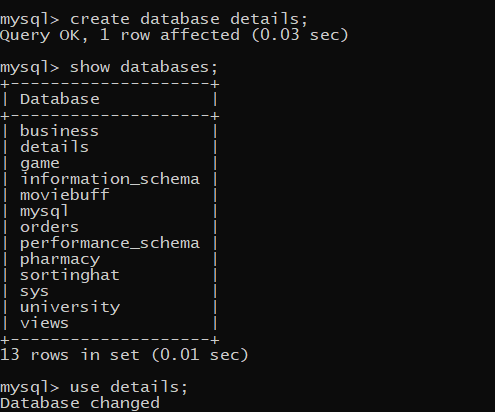 mysql> create database details;
Query OK, 1 row affected (0.03 sec)
mysql> show databases;
+--------------------+
| Database           |
+--------------------+
| business           |
| details            |
| game               |
| information_schema |
| moviebuff          |
| mysql              |
| orders             |
| performance_schema |
| pharmacy           |
| sortinghat         |
| sys                |
| university         |
| views              |
+--------------------+
13 rows in set (0.01 sec)
mysql> use details;
Database changed